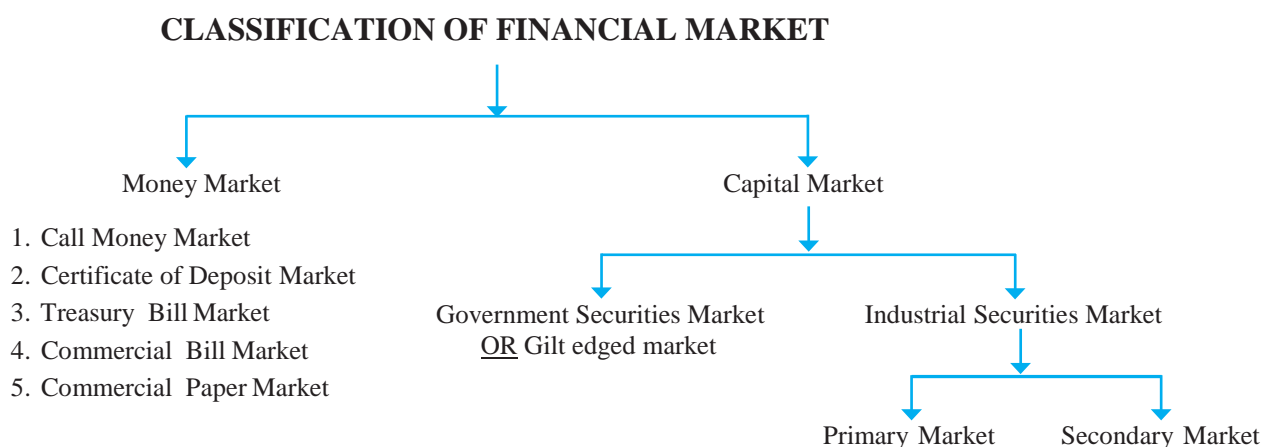 CLASSIFICATION OF FINANCIAL MARKET
Money Market
Capital Market
1. Call Money Market
2. Certificate of Deposit Market
3. Treasury Bill Market
4. Commercial Bill Market
5. Commercial Paper Market
Government Securities Market
OR Gilt edged market
Industrial Securities Market
Primary Market
Secondary Market